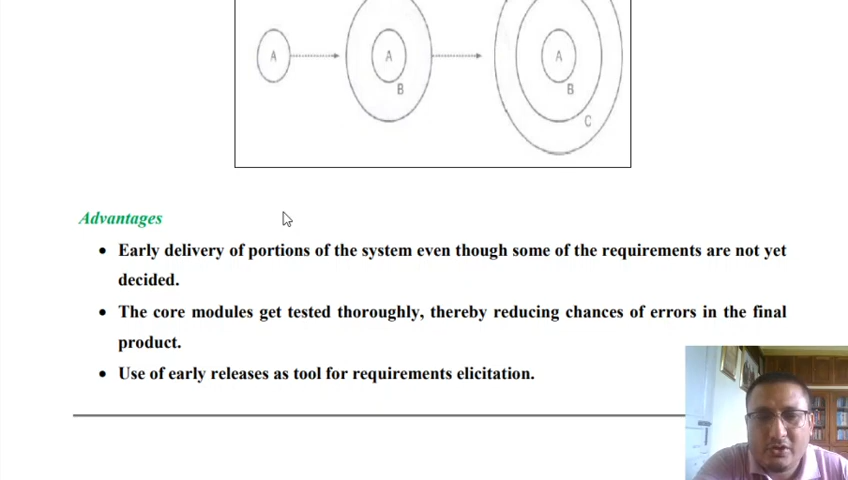 A A A
B B
C
Advantages
• Early delivery of portions of the system even though some of the requirements are not yet
decided.
• The core modules get tested thoroughly, thereby reducing chances of errors in the final
product.
• Use of early releases as tool for requirements elicitation.